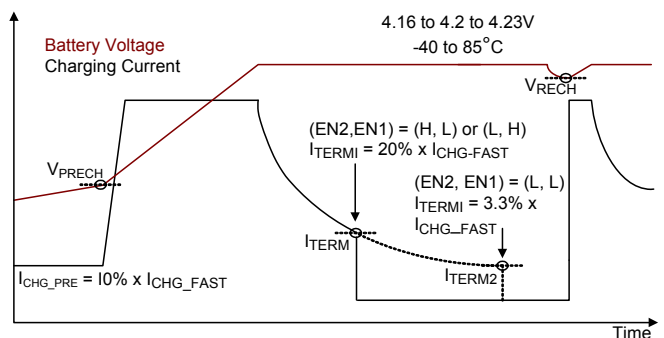 4.16 to 4.2 to 4.23V
-40 to 85°C
Battery Voltage
Charging Current
VRECH
(EN2,EN1) = (H, L) or (L, H)
ITERMI = 20% x ICHG-FAST
VPRECH
(EN2, EN1) = (L, L)
ITERMI = 3.3% x
ICHG_FAST
ITERM
ITERM2
ICHG_PRE = I0% x ICHG_FAST
Time